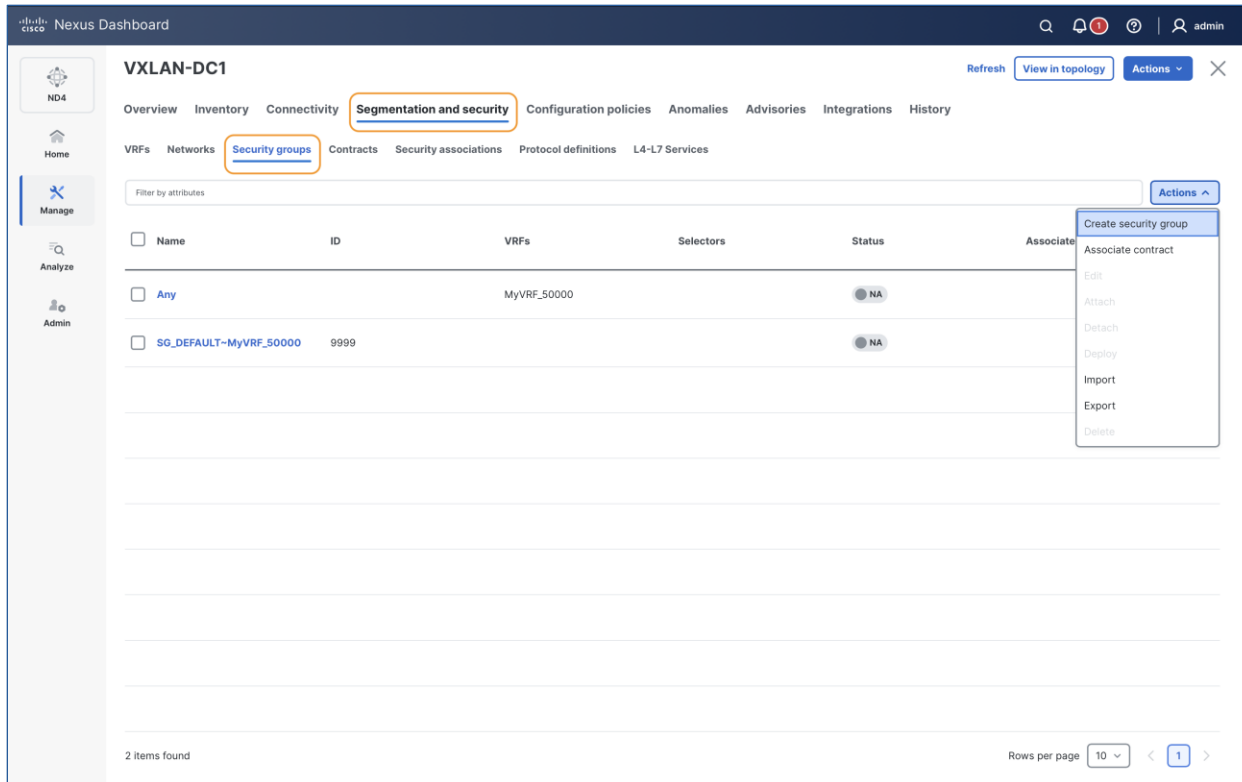 cisco Nexus Dashboard
1
admin
ND4
Home
Manage
Analyze
Admin
VXLAN-DC1
Refresh View in topology Actions
Overview Inventory Connectivity Segmentation and security Configuration policies Anomalies Advisories Integrations History
VRFs Networks Security groups Contracts Security associations Protocol definitions L4-L7 Services
Filter by attributes
Actions
Name ID VRFs Selectors Status Associate
Any MyVRF_50000 NA
SG_DEFAULT~MyVRF_50000 9999 NA
Create security group
Associate contract
Edit
Attach
Detach
Deploy
Import
Export
Delete
2 items found
Rows per page 10 1